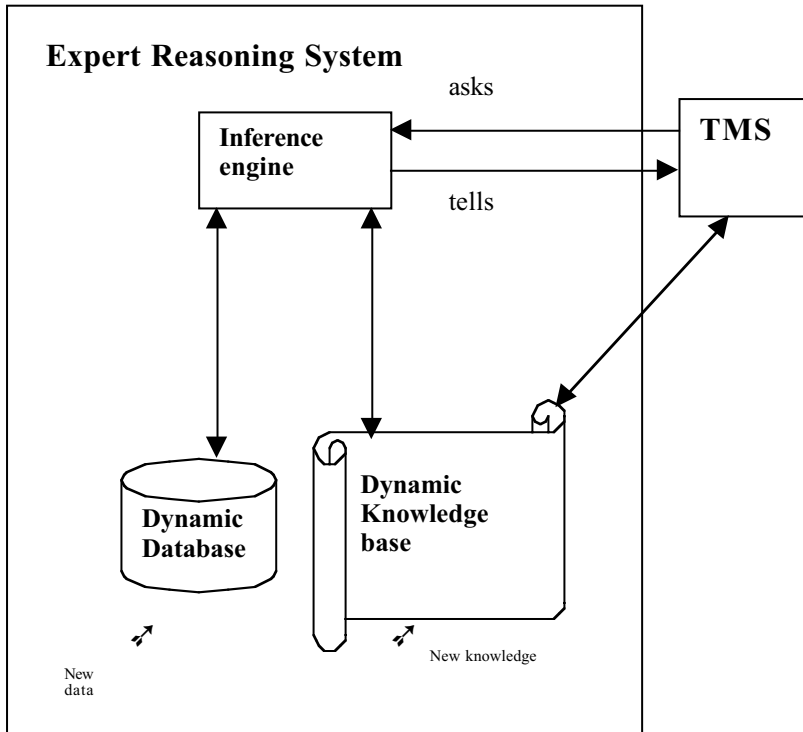 Expert Reasoning System
asks
TMS
Inference
engine
tells
Dynamic
Knowledge
base
Dynamic
Database
New knowledge
New
data